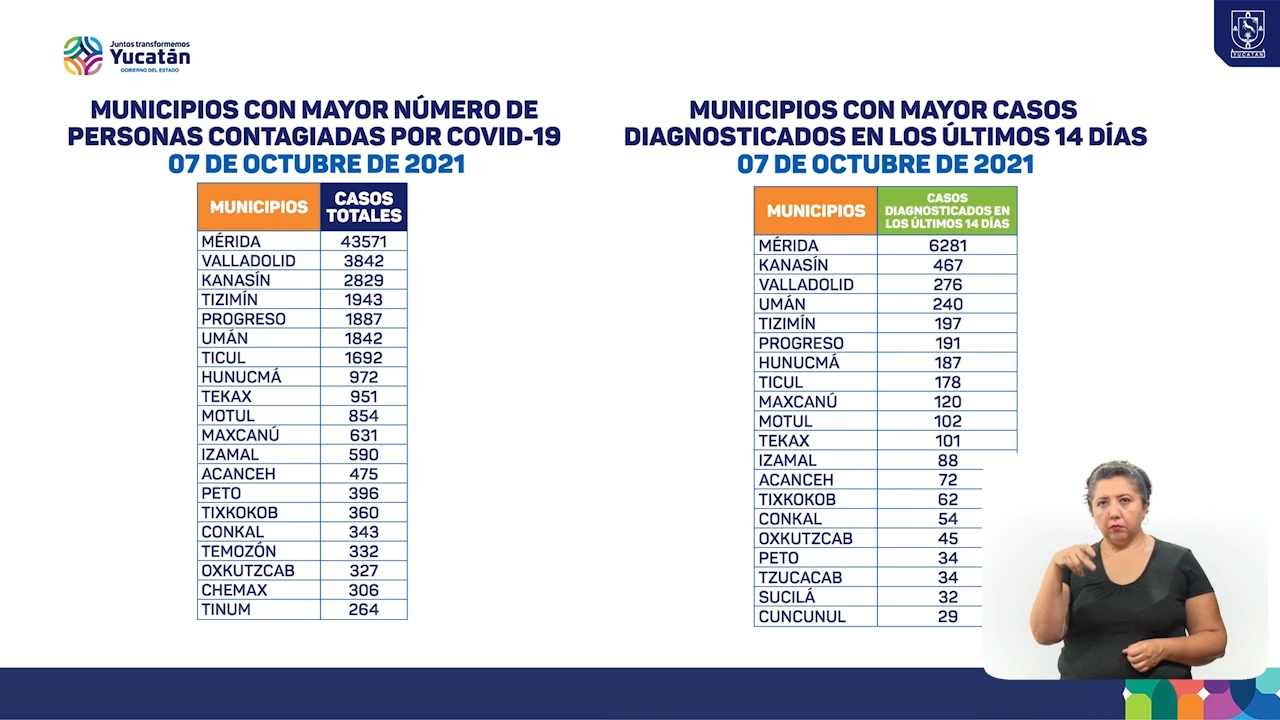 Juntos transformemos
Yucatán
GOBIERNO DEL ESTADO
YUCATÁN
MUNICIPIOS CON MAYOR NÚMERO DE
PERSONAS CONTAGIADAS POR COVID-19
07 DE OCTUBRE DE 2021
MUNICIPIOS CASOS TOTALES
MÉRIDA 43571
VALLADOLID 3842
KANASÍN 2829
TIZIMÍN 1943
PROGRESO 1887
UMÁN 1842
TICUL 1692
HUNUCMÁ 972
TEKAX 951
MOTUL 854
MAXCANÚ 631
IZAMAL 590
ACANCEH 475
PETO 396
TIXKOKOB 360
CONKAL 343
TEMOZÓN 332
OXKUTZCAB 327
CHEMAX 306
TINUM 264
MUNICIPIOS CON MAYOR CASOS
DIAGNOSTICADOS EN LOS ÚLTIMOS 14 DÍAS
07 DE OCTUBRE DE 2021
MUNICIPIOS CASOS DIAGNOSTICADOS EN LOS ÚLTIMOS 14 DÍAS
MÉRIDA 6281
KANASÍN 467
VALLADOLID 276
UMÁN 240
TIZIMÍN 197
PROGRESO 191
HUNUCMÁ 187
TICUL 178
MAXCANÚ 120
MOTUL 102
TEKAX 101
IZAMAL 88
ACANCEH 72
TIXKOKOB 62
CONKAL 54
OXKUTZCAB 45
PETO 34
TZUCACAB 34
SUCILÁ 32
CUNCUNUL 29